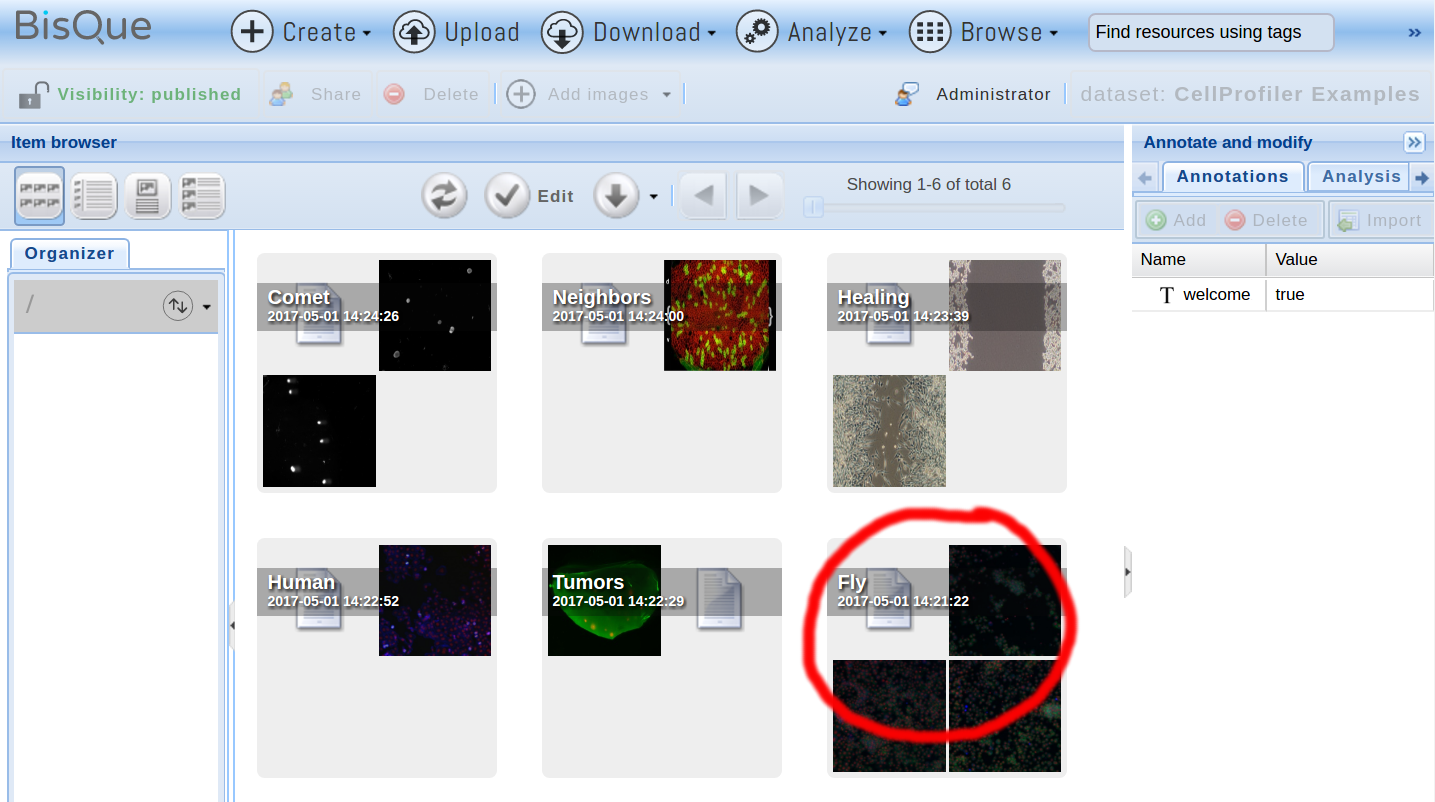 BisQue Create Upload Download Analyze Browse Find resources using tags »
Visibility: published Share Delete Add images Administrator dataset: CellProfiler Examples
Item browser
Annotate and modify
Edit
Showing 1-6 of total 6
Annotations Analysis
Add Delete Import
Organizer
/
Name Value
T welcome true
Comet
2017-05-01 14:24:26
Neighbors
2017-05-01 14:24:00
Healing
2017-05-01 14:23:39
Human
2017-05-01 14:22:52
Tumors
2017-05-01 14:22:29
Fly
2017-05-01 14:21:22